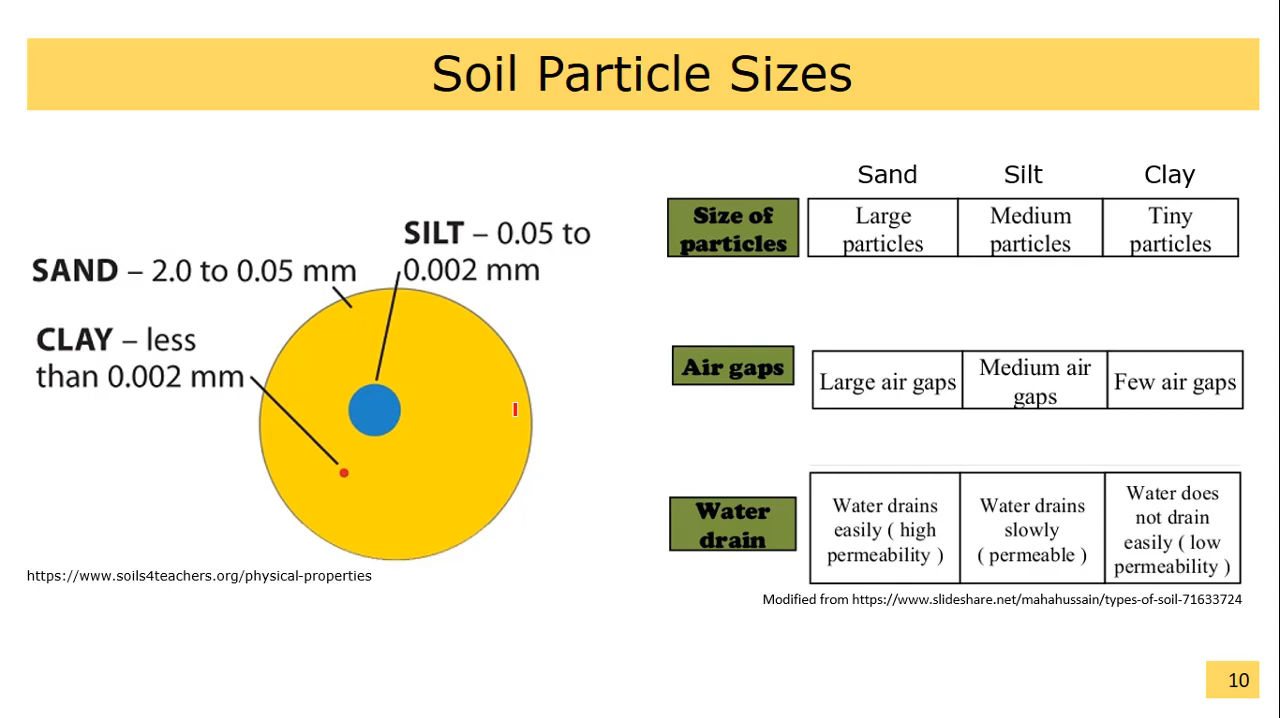 Soil Particle Sizes
SILT – 0.05 to
0.002 mm
SAND – 2.0 to 0.05 mm
CLAY – less
than 0.002 mm
https://www.soils4teachers.org/physical-properties
Sand Silt Clay
Size of
particles
Large
particles
Medium
particles
Tiny
particles
Air gaps
Large air gaps
Medium air
gaps
Few air gaps
Water
drain
Water drains
easily ( high
permeability )
Water drains
slowly
( permeable )
Water does
not drain
easily ( low
permeability )
Modified from https://www.slideshare.net/mahahussain/types-of-soil-71633724
10